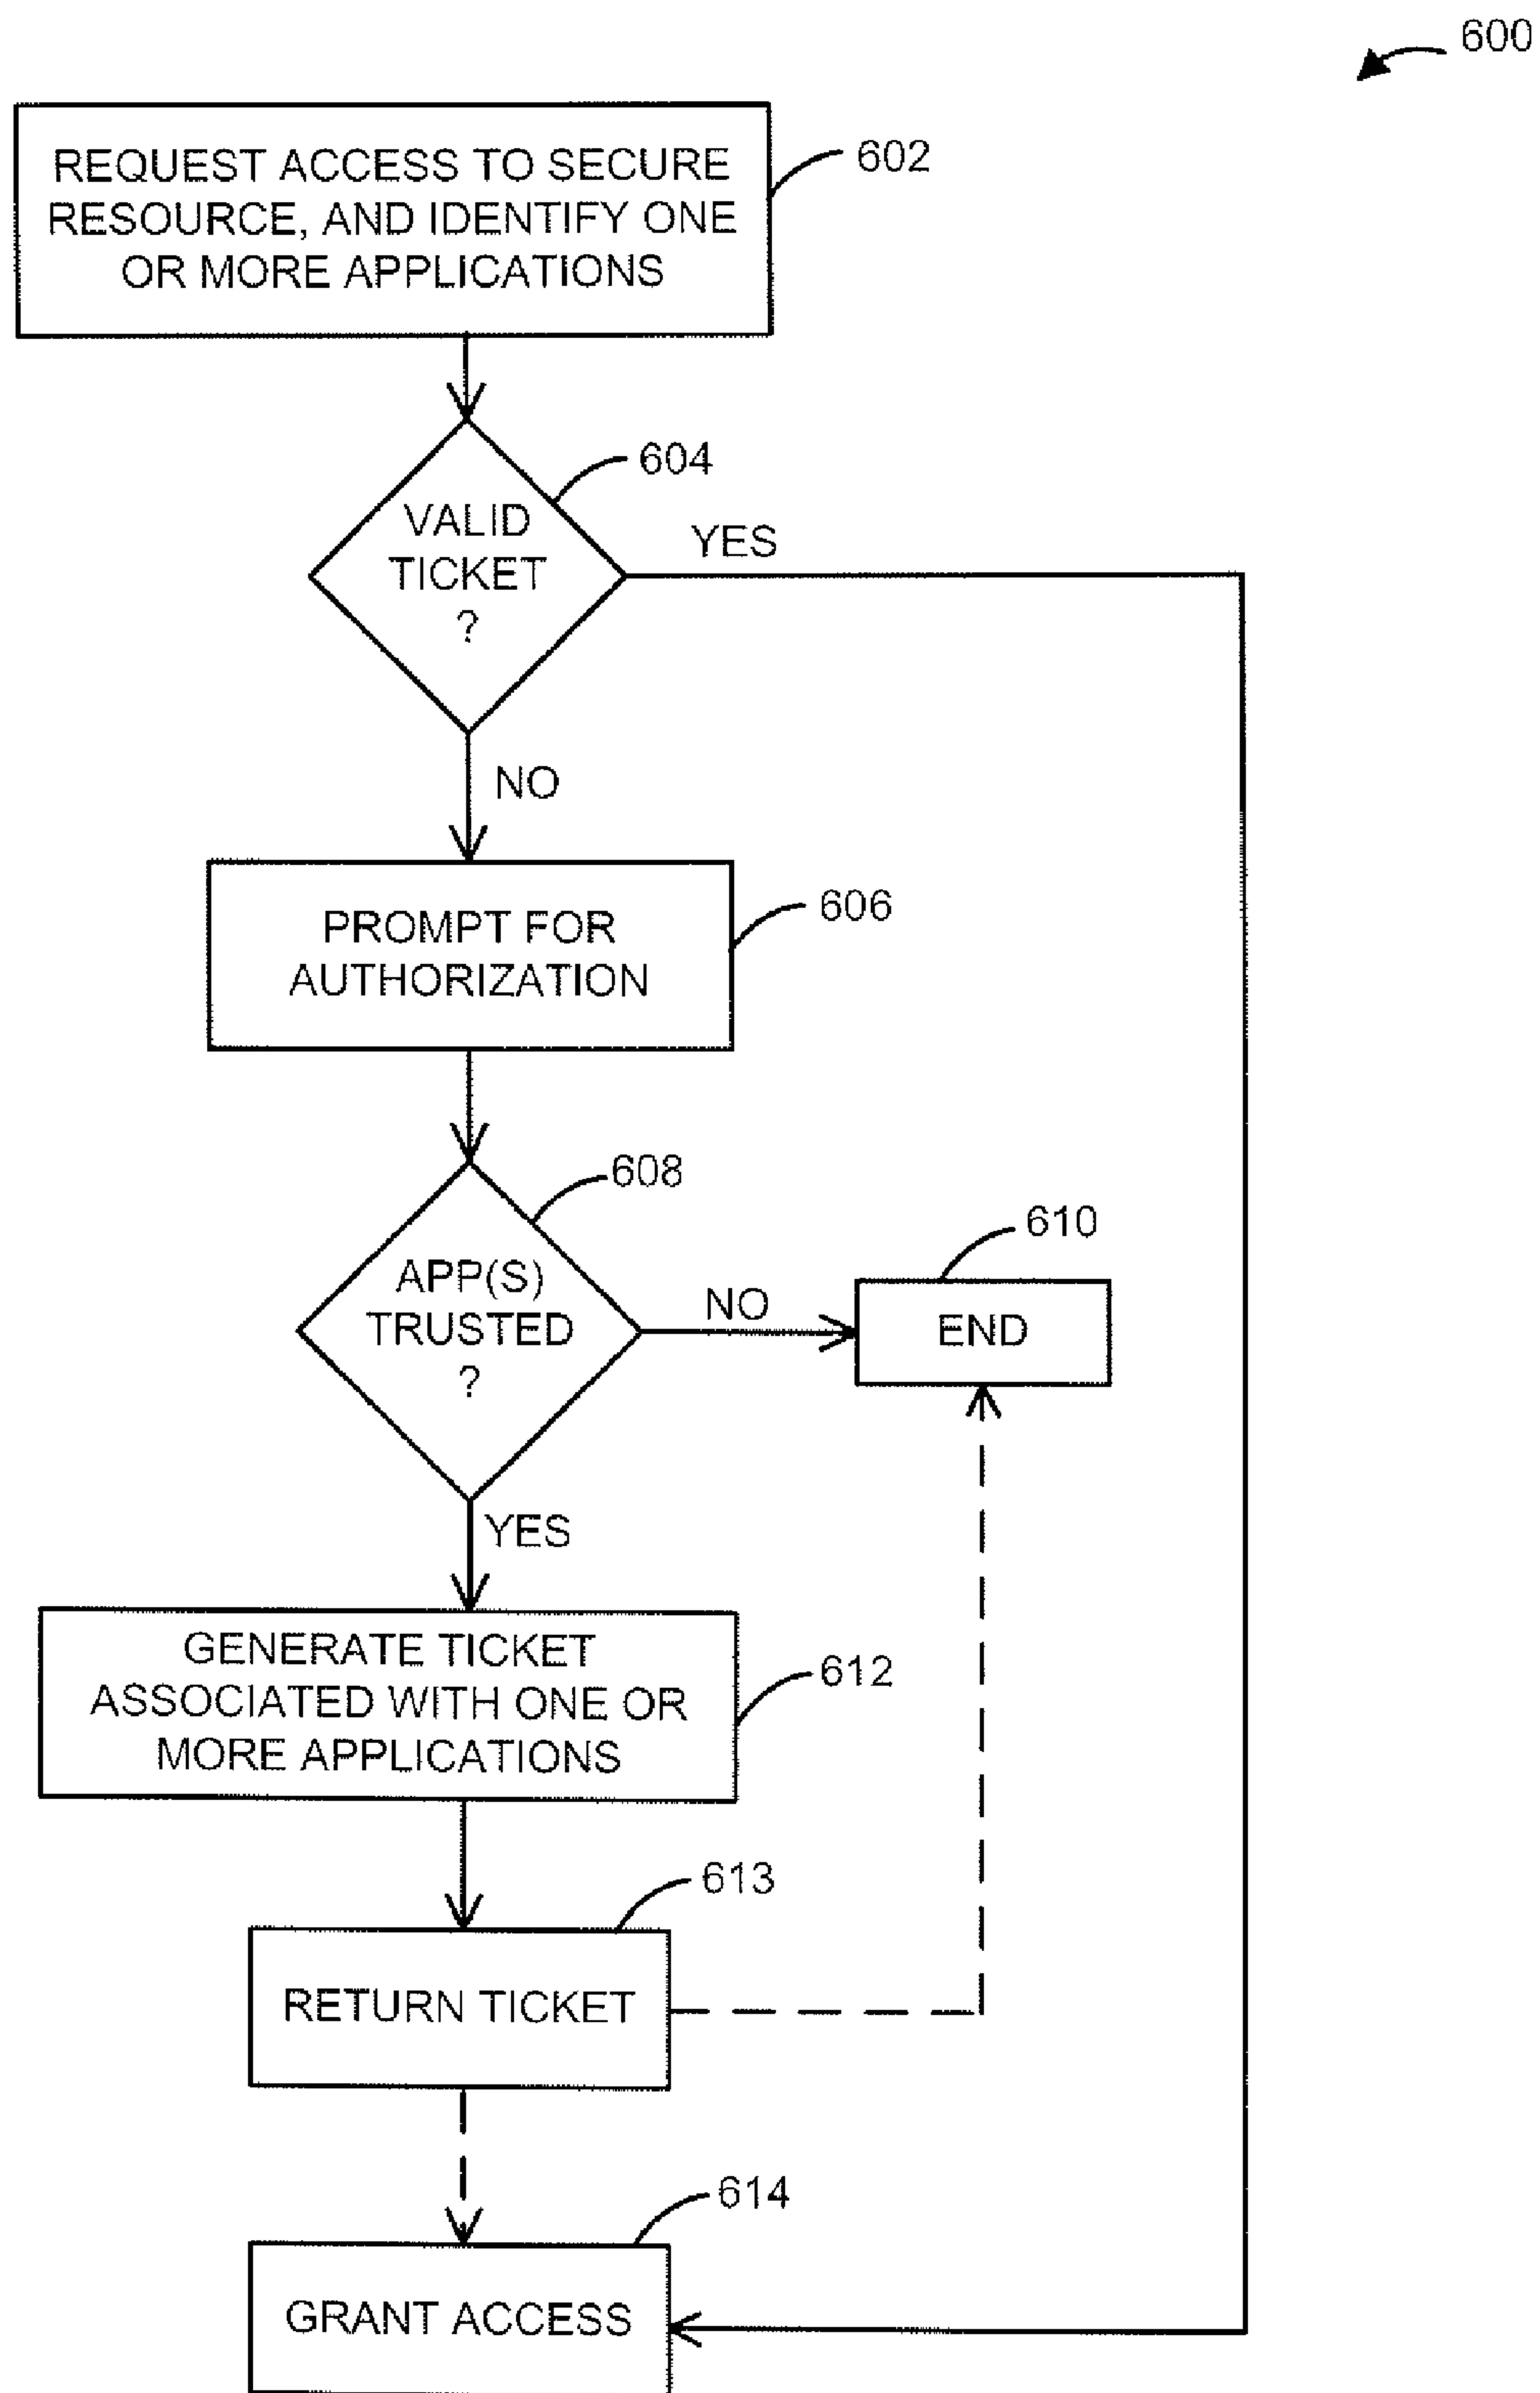 600
REQUEST ACCESS TO SECURE
RESOURCE, AND IDENTIFY ONE
OR MORE APPLICATIONS
602
604
VALID
TICKET
?
YES
NO
PROMPT FOR
AUTHORIZATION
606
608
APP(S)
TRUSTED
?
NO
610
END
YES
GENERATE TICKET
ASSOCIATED WITH ONE OR
MORE APPLICATIONS
612
613
RETURN TICKET
614
GRANT ACCESS